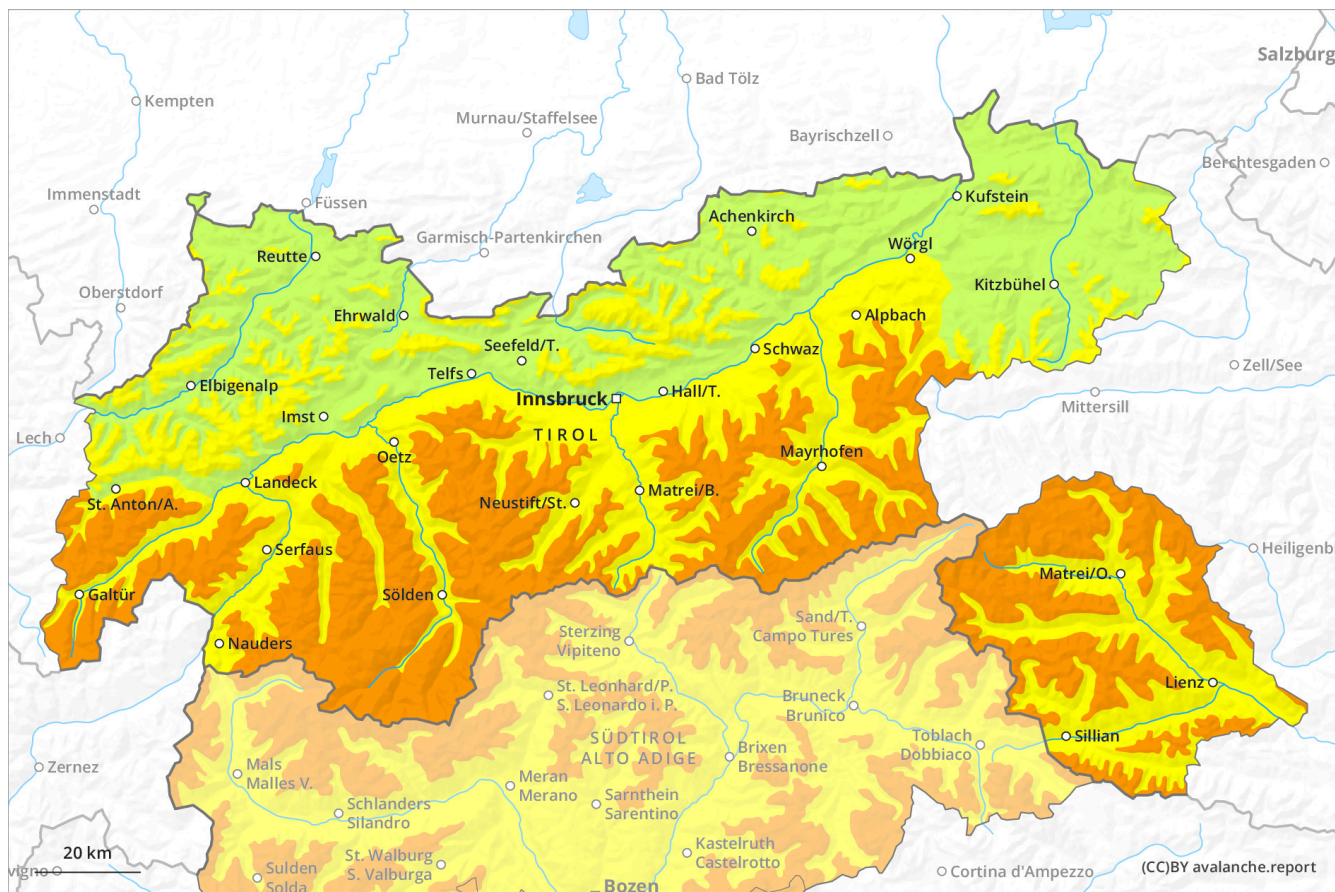 Salzburg
Bad Tölz
Kempten
Murnau/Staffelsee
Bayrischzell
Berchtesgaden
Immenstadt
Füssen
Kufstein
Achenkirch
Garmisch-Partenkirchen
Wörgl
Reutte
Kitzbühel
Oberstdorf
Ehrwald
Alpbach
Seefeld/T.
Schwaz
Zell/See
Telfs
Elbigenalp
Innsbruck
Hall/T.
Mittersill
Imst
Lech
TIROL
Oetz
Mayrhofen
Landeck
Matrei/B.
St. Anton/A.
Neustift/St.
Serfaus
Heiligenb
Matrei/O.
Galtür
Sölden
Sand/T.
Campo Tures
Sterzing
Vipiteno
Nauders
Lienz
St. Leonhard/P.
S. Leonardo i. P.
Bruneck
Brunico
Sillian
SÜDTIROL
ALTO ADIGE
Toblach
Dobbiaco
Brixen
Bressanone
Zernez
Mals
Malles V.
Meran
Merano
Sarnthein
Sarentino
Schlanders
Silandro
Kastelruth
Castelrotto
20 km
St. Walburg
S. Valburga
vigno
Cortina d'Ampezzo
(CC)BY avalanche.report
Sulden
Solda
Bozen